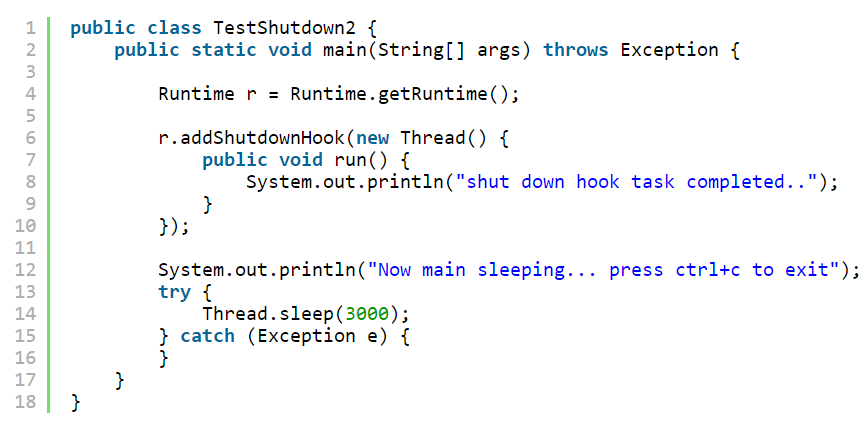 1 public class TestShutdown2 {
2     public static void main(String[] args) throws Exception {
3
4         Runtime r = Runtime.getRuntime();
5
6         r.addShutdownHook(new Thread() {
7             public void run() {
8                 System.out.println("shut down hook task completed..");
9             }
10         });
11
12         System.out.println("Now main sleeping... press ctrl+c to exit");
13         try {
14             Thread.sleep(3000);
15         } catch (Exception e) {
16         }
17     }
18 }